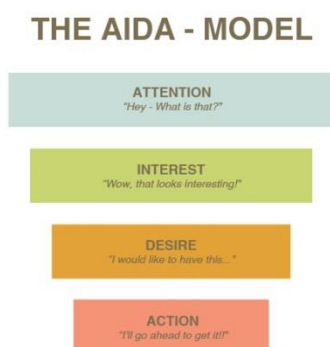 THE AIDA - MODEL
ATTENTION
"Hey - What is that?"
INTEREST
"Wow, that looks interesting!"
DESIRE
"I would like to have this..."
ACTION
"I'll go ahead to get it!!"